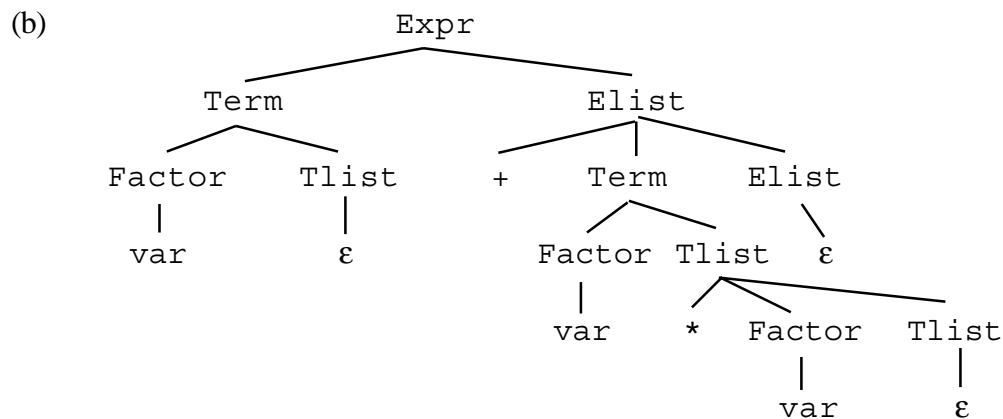 (b) Expr
Term Elist
Factor Tlist + Term Elist
var ε Factor Tlist ε
var * Factor Tlist
var ε